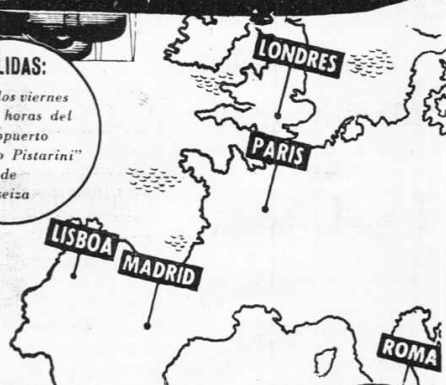 LIDAS:
los viernes
horas del
opuerto
o Pistarini"
de
eiza
LONDRES
PARIS
LISBOA
MADRID
ROMA